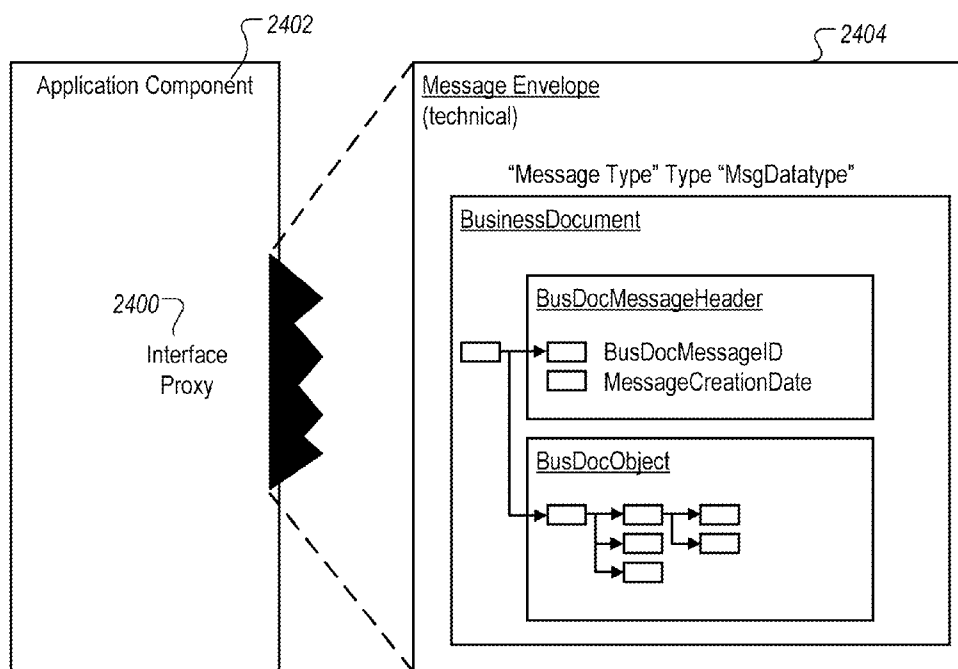 2402
2404
Application Component
Message Envelope
(technical)
“Message Type” Type “MsgDatatype”
BusinessDocument
BusDocMessageHeader
2400
Interface
Proxy
BusDocMessageID
MessageCreationDate
BusDocObject